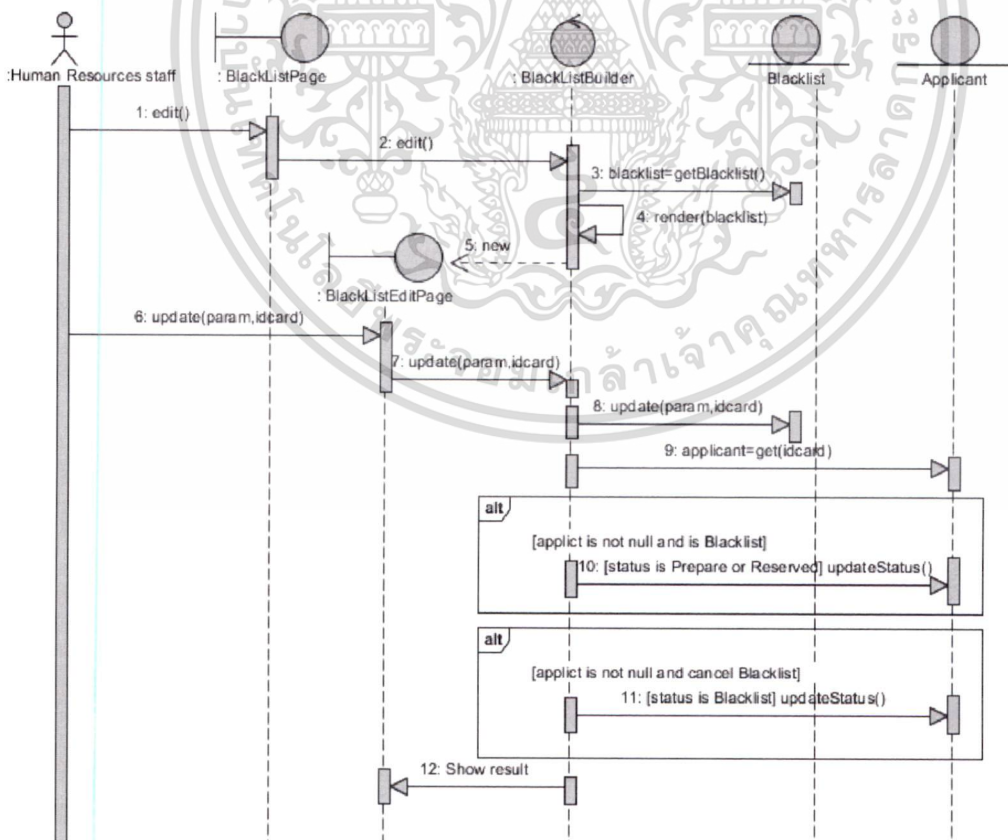 :Human Resources staff
: BlackListPage
: BlackListBuilder
Blacklist
Applicant
1: edit()
2: edit()
3: blacklist=getBlacklist()
4: render(blacklist)
5: new
: BlackListEditPage
6: update(param,idcard)
7: update(param,idcard)
8: update(param,idcard)
9: applicant=get(idcard)
alt
[applict is not null and is Blacklist]
10: [status is Prepare or Reserved] updateStatus()
alt
[applict is not null and cancel Blacklist]
11: [status is Blacklist] updateStatus()
12: Show result